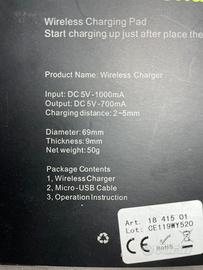 Wireless Charging Pad
Start charging up just after place the
Product Name: Wireless Charger
Input: DC 5V-1000mA
Output: DC 5V-700mA
Charging distance: 2~5mm
Diameter: 69mm
Thickness: 9mm
Net weight: 50g
Package Contents
1, Wireless Charger
2, Micro-USB Cable
3, Operation Instruction
Art. 18 415 01
Lot: CE119WY520
CE